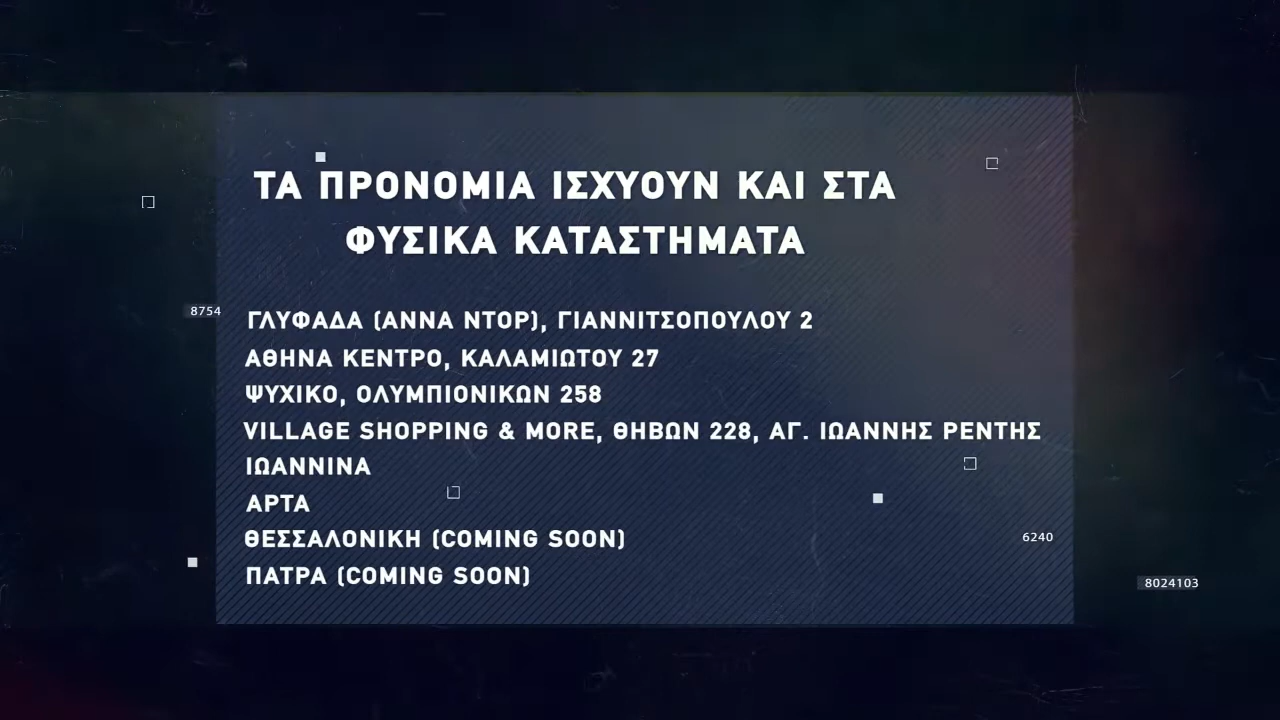 ΤΑ ΠΡΟΝΟΜΙΑ ΙΣΧΥΟΥΝ ΚΑΙ ΣΤΑ
ΦΥΣΙΚΑ ΚΑΤΑΣΤΗΜΑΤΑ
8754
ΓΛΥΦΑΔΑ (ΑΝΝΑ ΝΤΟΡ), ΓΙΑΝΝΙΤΣΟΠΟΥΛΟΥ 2
ΑΘΗΝΑ ΚΕΝΤΡΟ, ΚΑΛΑΜΙΩΤΟΥ 27
ΨΥΧΙΚΟ, ΟΛΥΜΠΙΟΝΙΚΩΝ 258
VILLAGE SHOPPING & MORE, ΘΗΒΩΝ 228, ΑΓ. ΙΩΑΝΝΗΣ ΡΕΝΤΗΣ
ΙΩΑΝΝΙΝΑ
ΑΡΤΑ
ΘΕΣΣΑΛΟΝΙΚΗ (COMING SOON)
6240
ΠΑΤΡΑ (COMING SOON)
8024103